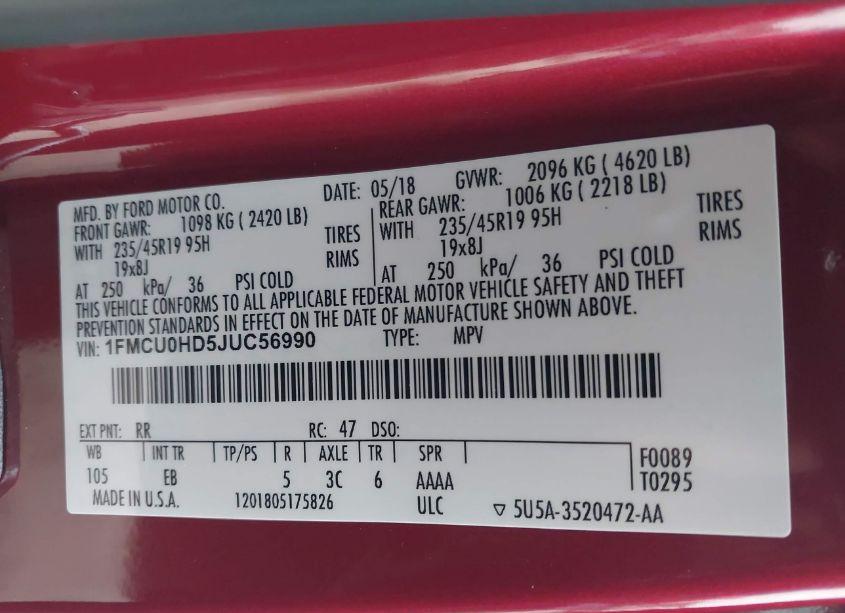 MFD. BY FORD MOTOR CO. DATE: 05/18 GVWR: 2096 KG ( 4620 LB)
FRONT GAWR: 1098 KG ( 2420 LB) REAR GAWR: 1006 KG ( 2218 LB)
WITH 235/45R19 95H TIRES WITH 235/45R19 95H TIRES
19x8J RIMS 19x8J RIMS
AT 250 kPa/ 36 PSI COLD AT 250 kPa/ 36 PSI COLD
THIS VEHICLE CONFORMS TO ALL APPLICABLE FEDERAL MOTOR VEHICLE SAFETY AND THEFT
PREVENTION STANDARDS IN EFFECT ON THE DATE OF MANUFACTURE SHOWN ABOVE.
VIN: 1FMCU0HD5JUC56990 TYPE: MPV
EXT PNT: RR RC: 47 DSO:
WB INT TR TP/PS R AXLE TR SPR F0089
105 EB 5 3C 6 AAAA T0295
MADE IN U.S.A. 1201805175826 ULC ▽ 5U5A-3520472-AA